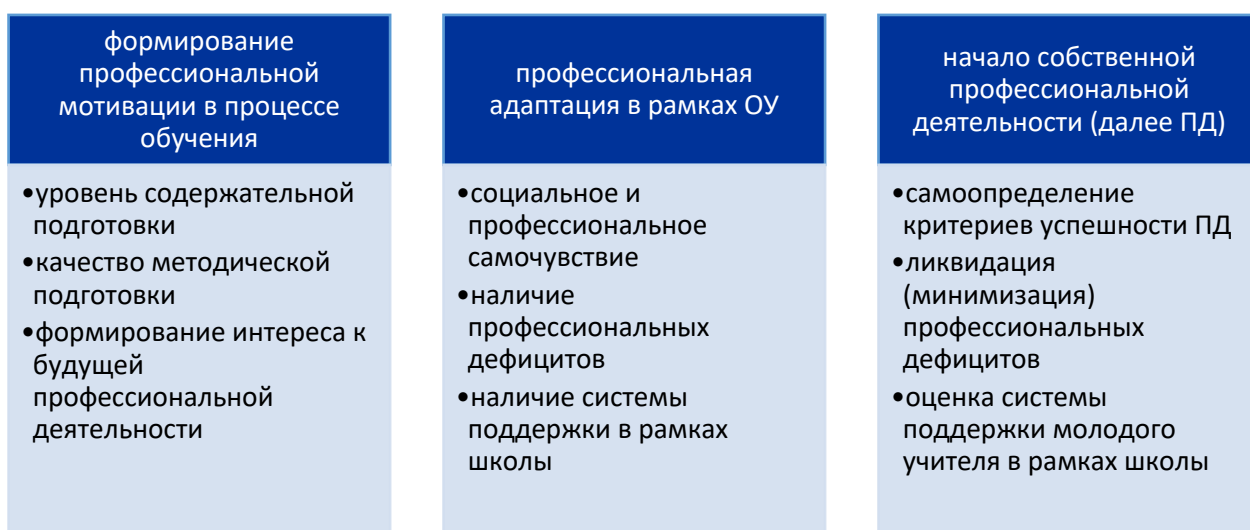 формирование
профессиональной
мотивации в процессе
обучения
•уровень содержательной
подготовки
•качество методической
подготовки
•формирование интереса к
будущей
профессиональной
деятельности
профессиональная
адаптация в рамках ОУ
•социальное и
профессиональное
самочувствие
•наличие
профессиональных
дефицитов
•наличие системы
поддержки в рамках
школы
начало собственной
профессиональной
деятельности (далее ПД)
•самоопределение
критериев успешности ПД
•ликвидация
(минимизация)
профессиональных
дефицитов
•оценка системы
поддержки молодого
учителя в рамках школы